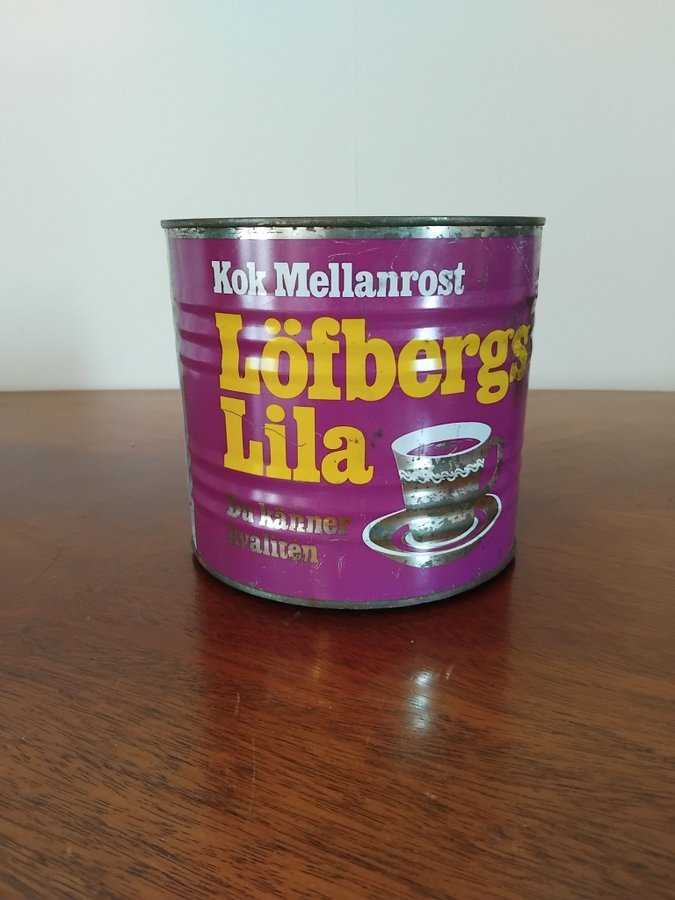 Kok Mellanrost
Löfbergs
Lila
Du känner
kvaliten